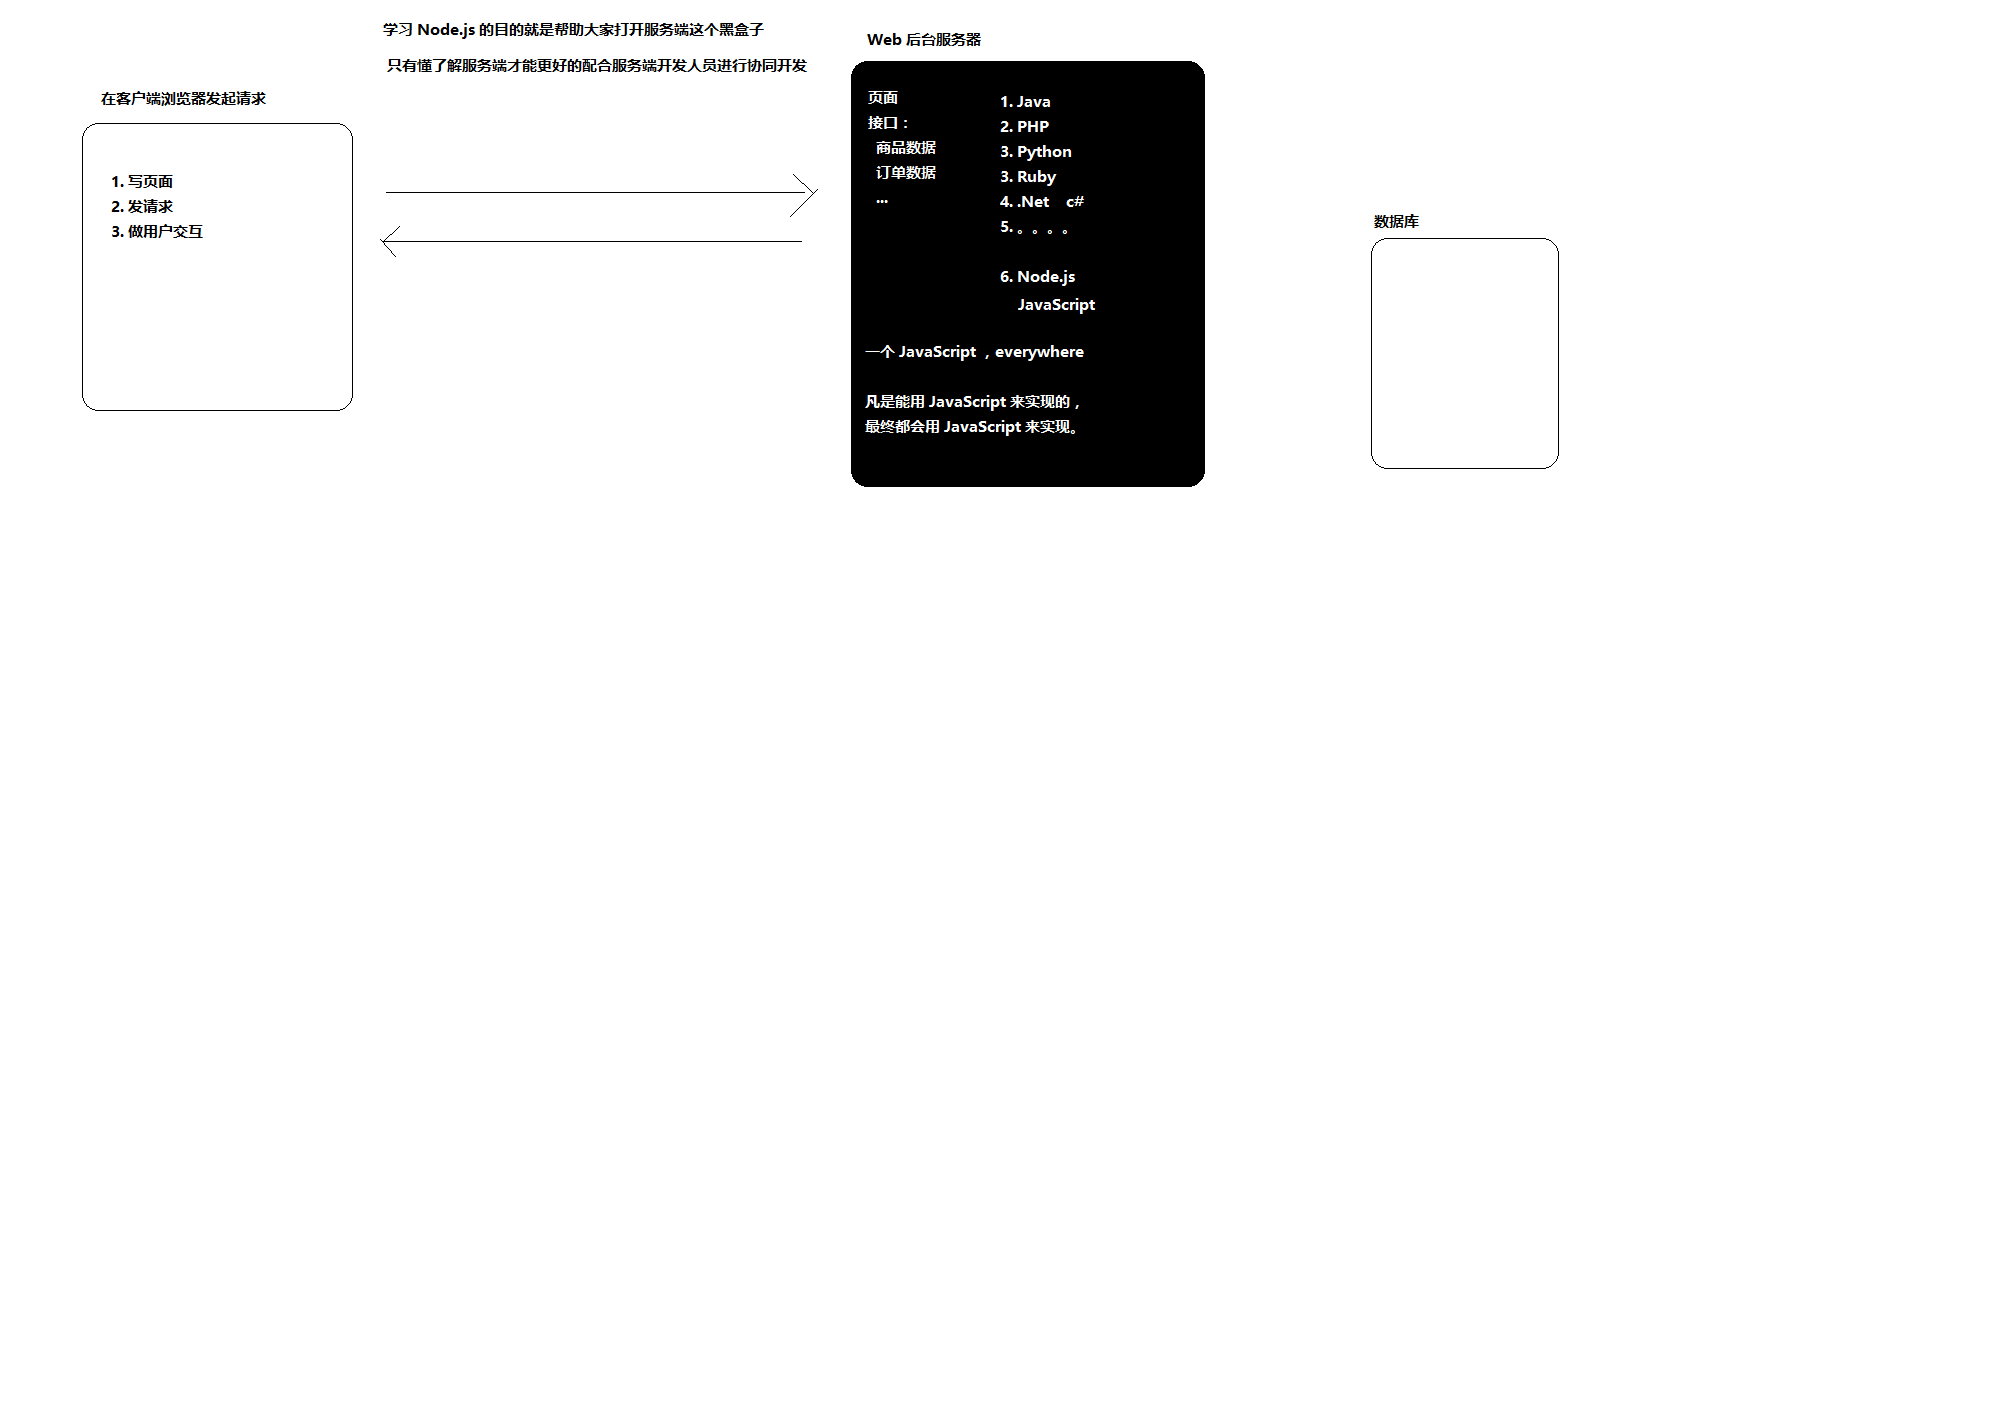 学习 Node.js 的目的就是帮助大家打开服务端这个黑盒子
只有懂了解服务端才能更好的配合服务端开发人员进行协同开发
在客户端浏览器发起请求
1. 写页面
2. 发请求
3. 做用户交互
Web 后台服务器
页面
接口：
商品数据
订单数据
...
1. Java
2. PHP
3. Python
3. Ruby
4. .Net c#
5. 。。。。
6. Node.js
JavaScript
一个 JavaScript ，everywhere
凡是能用 JavaScript 来实现的，
最终都会用 JavaScript 来实现。
数据库